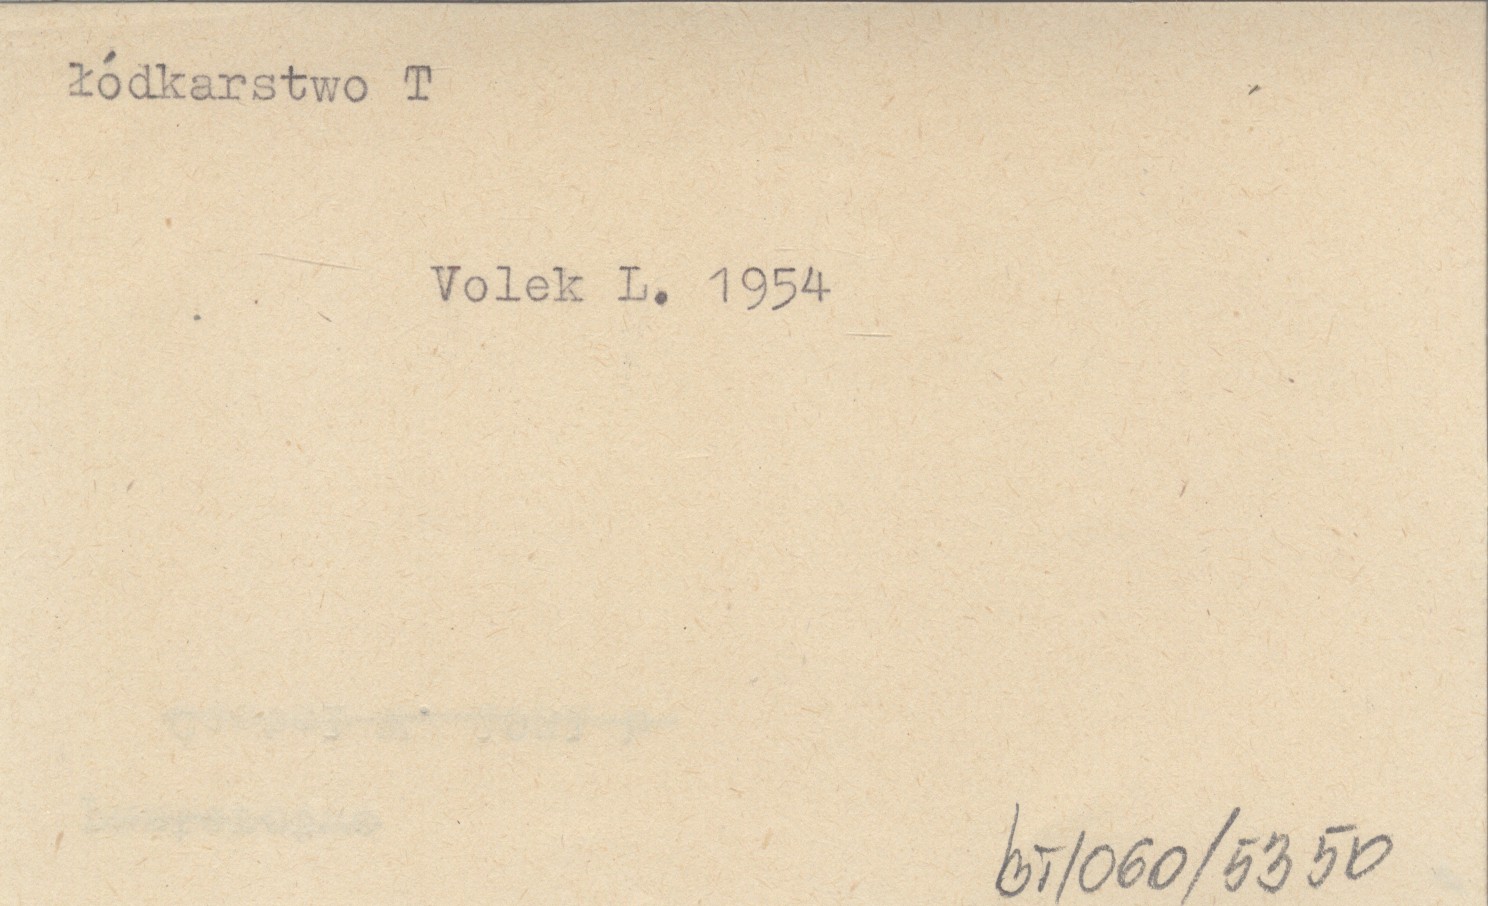 łódkarstwo T
Volek L. 1954
bT/060/5350